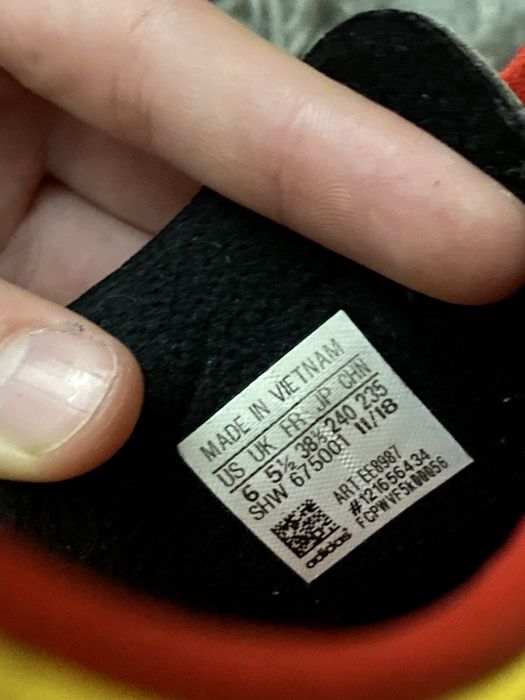 MADE IN VIETNAM
US UK FR JP CHN
6 5½ 38⅔ 240 235
SHW 675001 11/18
ART EE8987
#121656434
FCPWVF5K00056
adidas